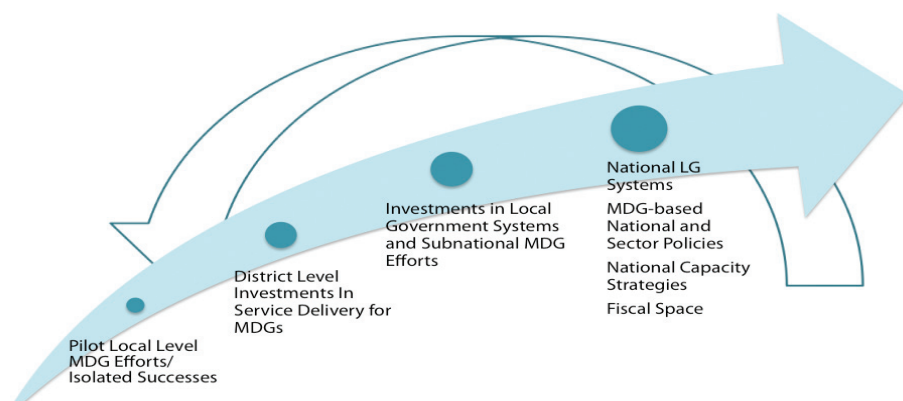 Pilot Local Level
MDG Efforts/
Isolated Successes
District Level
Investments In
Service Delivery for
MDGs
Investments in Local
Government Systems
and Subnational MDG
Efforts
National LG
Systems
MDG-based
National and
Sector Policies
National Capacity
Strategies
Fiscal Space